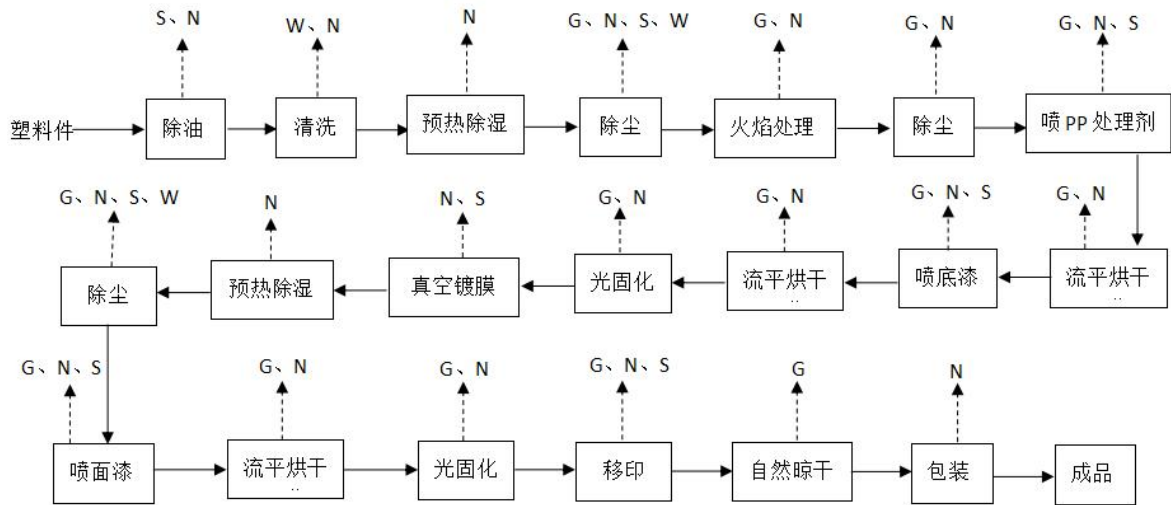 S、N W、N N G、N、S、W G、N G、N G、N、S
塑料件 除油 清洗 预热除湿 除尘 火焰处理 除尘 喷PP处理剂
G、N、S、W N N、S G、N G、N G、N、S G、N
除尘 预热除湿 真空镀膜 光固化 流平烘干 喷底漆 流平烘干
G、N、S G、N G、N G、N、S G N
喷面漆 流平烘干 光固化 移印 自然晾干 包装 成品